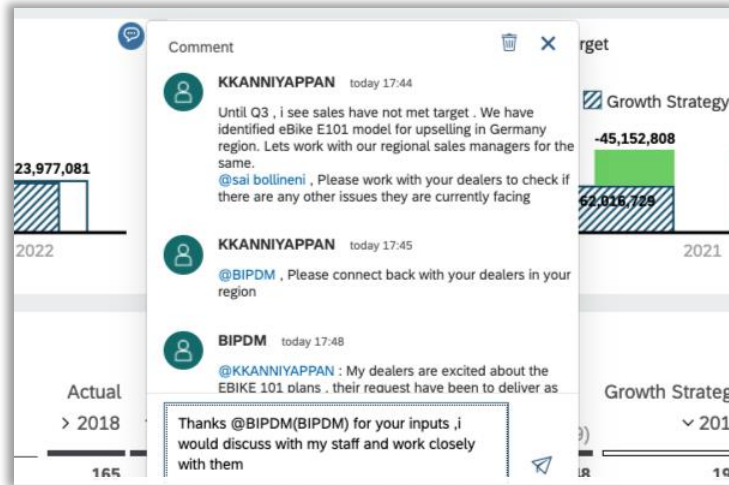 Comment
rget
KKANNIYAPPAN today 17:44
Until Q3 , i see sales have not met target . We have
identified eBike E101 model for upselling in Germany
region. Lets work with our regional sales managers for the
same.
@sai bollineni , Please work with your dealers to check if
there are any other issues they are currently facing
Growth Strategy
-45,152,808
23,977,081
62,016,729
2022
2021
KKANNIYAPPAN today 17:45
@BIPDM , Please connect back with your dealers in your
region
BIPDM today 17:48
@KKANNIYAPPAN : My dealers are excited about the
EBIKE 101 plans . their request have been to deliver as
Actual
> 2018
165
Thanks @BIPDM(BIPDM) for your inputs ,i
would discuss with my staff and work closely
with them
Growth Strateg
201
19